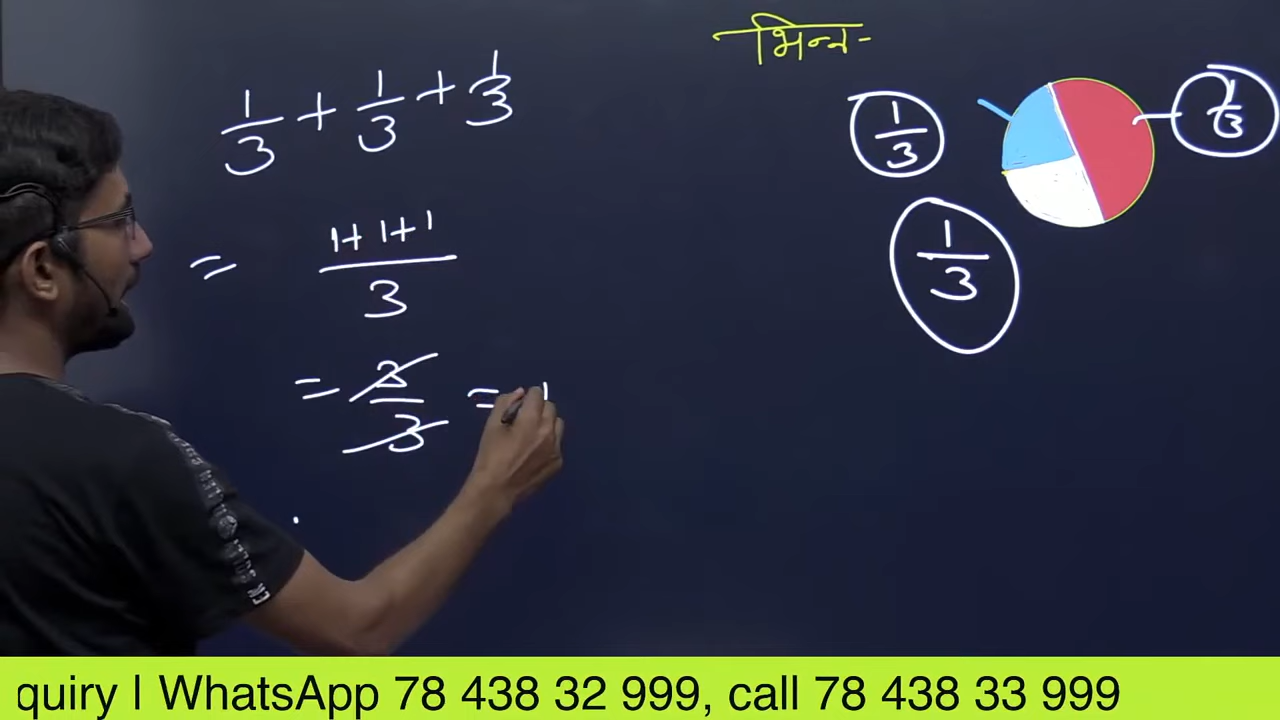 भिन्न-
1/3 + 1/3 + 1/3
= 1+1+1/3
= 3/3 = 1
1/3
1/3
1/3
quiry | WhatsApp 78 438 32 999, call 78 438 33 999